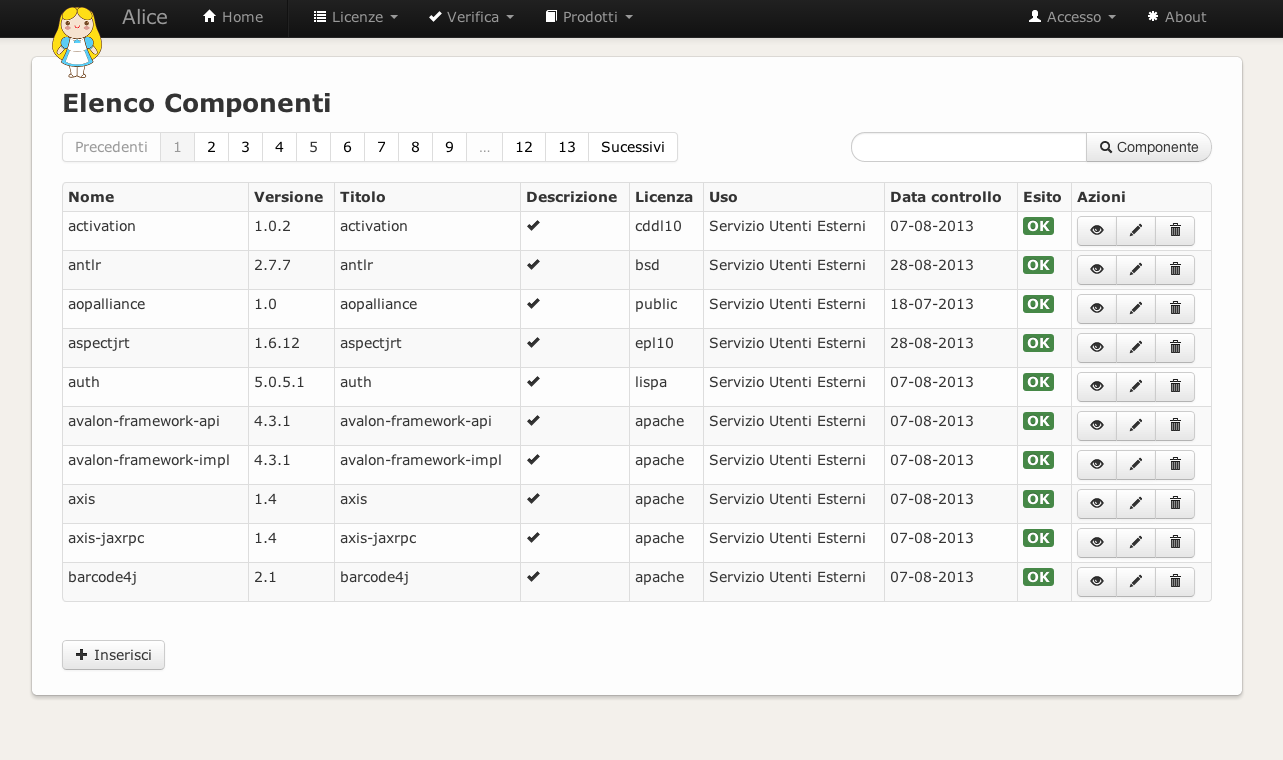 Alice Home Licenze Verifica Prodotti Accesso About
Elenco Componenti
Precedenti 1 2 3 4 5 6 7 8 9 ... 12 13 Sucessivi Componente
Nome Versione Titolo Descrizione Licenza Uso Data controllo Esito Azioni
activation 1.0.2 activation cddl10 Servizio Utenti Esterni 07-08-2013 OK
antlr 2.7.7 antlr bsd Servizio Utenti Esterni 28-08-2013 OK
aopalliance 1.0 aopalliance public Servizio Utenti Esterni 18-07-2013 OK
aspectjrt 1.6.12 aspectjrt epl10 Servizio Utenti Esterni 28-08-2013 OK
auth 5.0.5.1 auth lispa Servizio Utenti Esterni 07-08-2013 OK
avalon-framework-api 4.3.1 avalon-framework-api apache Servizio Utenti Esterni 07-08-2013 OK
avalon-framework-impl 4.3.1 avalon-framework-impl apache Servizio Utenti Esterni 07-08-2013 OK
axis 1.4 axis apache Servizio Utenti Esterni 07-08-2013 OK
axis-jaxrpc 1.4 axis-jaxrpc apache Servizio Utenti Esterni 07-08-2013 OK
barcode4j 2.1 barcode4j apache Servizio Utenti Esterni 07-08-2013 OK
Inserisci